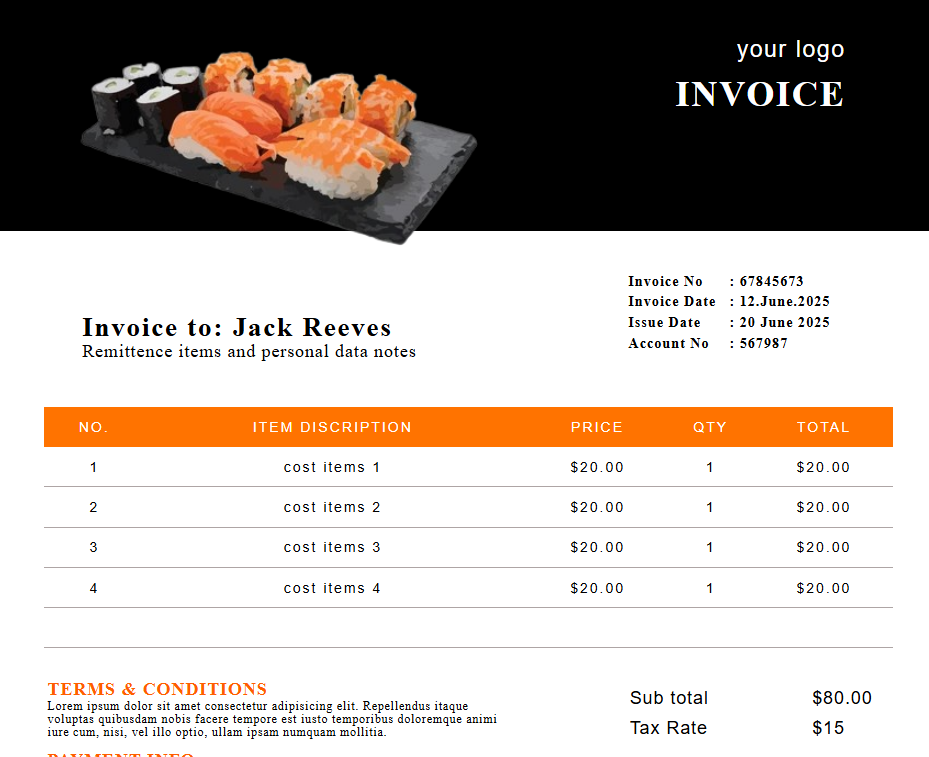 your logo
INVOICE
Invoice No : 67845673
Invoice Date : 12.June.2025
Issue Date : 20 June 2025
Account No : 567987
Invoice to: Jack Reeves
Remittence items and personal data notes
NO. ITEM DISCRIPTION PRICE QTY TOTAL
1 cost items 1 $20.00 1 $20.00
2 cost items 2 $20.00 1 $20.00
3 cost items 3 $20.00 1 $20.00
4 cost items 4 $20.00 1 $20.00
TERMS & CONDITIONS
Lorem ipsum dolor sit amet consectetur adipisicing elit. Repellendus itaque
voluptas quibusdam nobis facere tempore est iusto temporibus doloremque animi
iure cum, nisi, vel illo optio, ullam ipsam numquam mollitia.
Sub total $80.00
Tax Rate $15
PAYMENT INFO